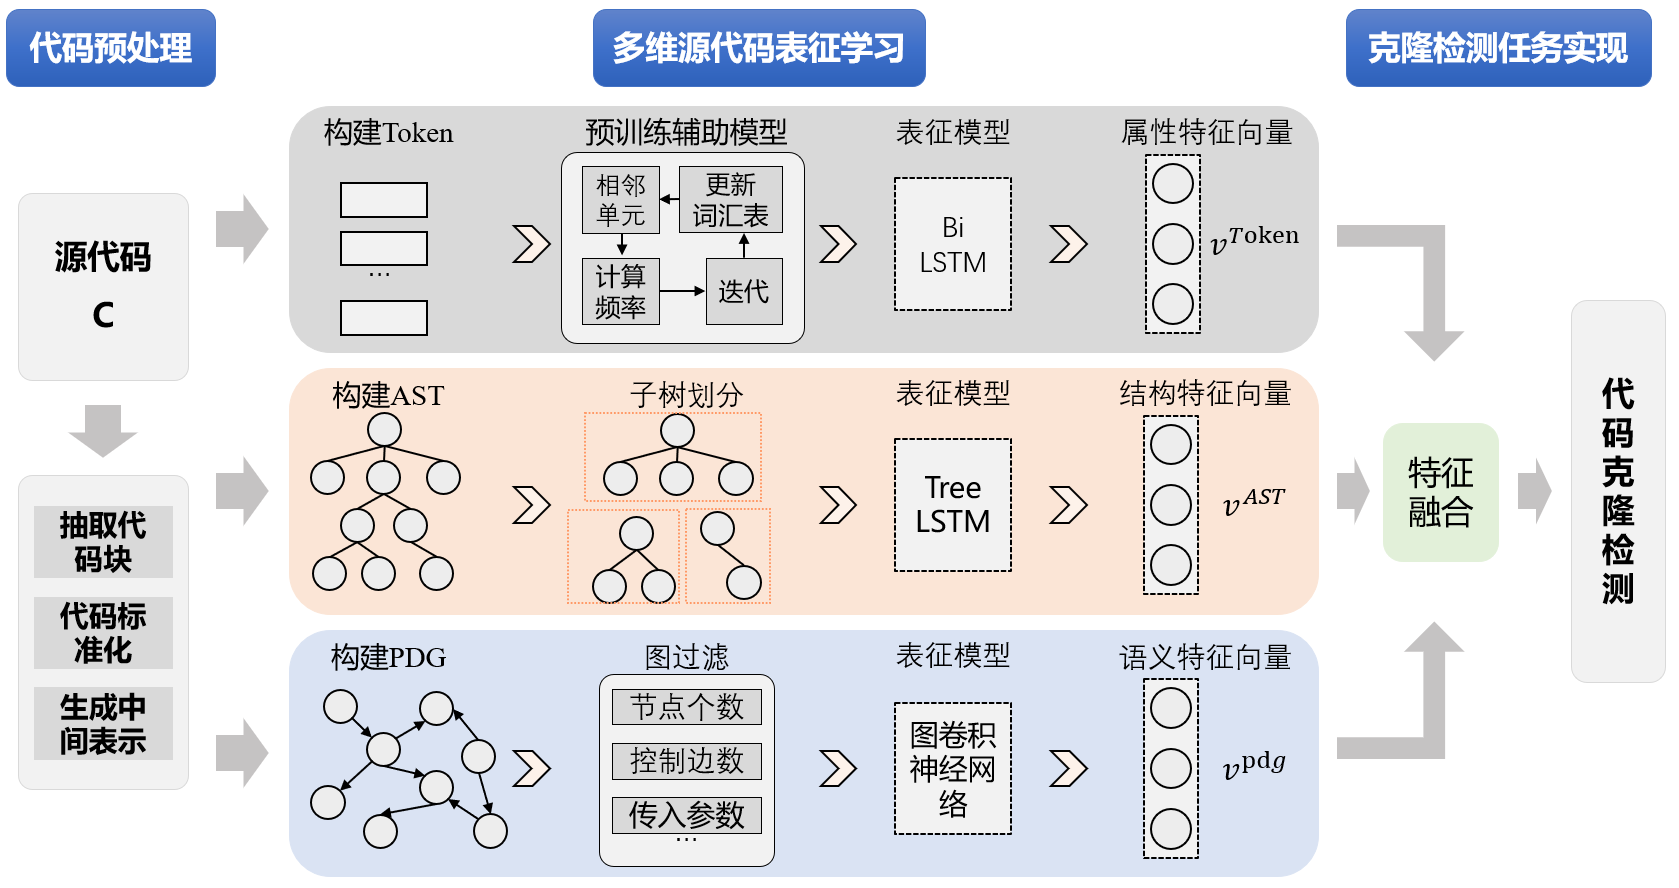 代码预处理
多维源代码表征学习
克隆检测任务实现
源代码
C
抽取代
码块
代码标
准化
生成中
间表示
构建Token
...
预训练辅助模型
相邻
单元
更新
词汇表
计算
频率
迭代
表征模型
Bi
LSTM
属性特征向量
v^Token
构建AST
子树划分
表征模型
Tree
LSTM
结构特征向量
v^AST
构建PDG
图过滤
节点个数
控制边数
传入参数
...
表征模型
图卷积
神经网
络
语义特征向量
v^pdg
特征
融合
代
码
克
隆
检
测